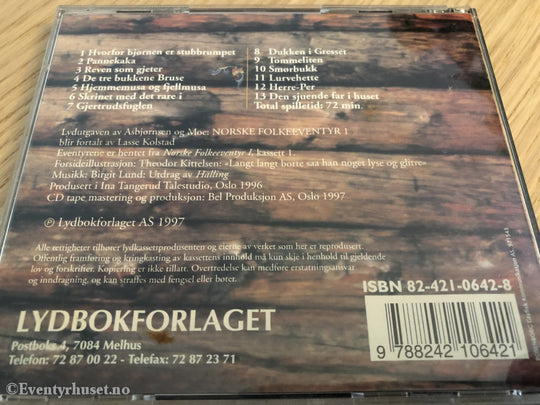 1 Hvorfor bjørnen er stubbrumpet
2 Pannekaka
3 Reven som gjeter
4 De tre bukkene Bruse
5 Hjemmemusa og fjellmusa
6 Skrinet med det rare i
7 Gjertrudsfuglen
8 Dukken i Gresset
9 Tommeliten
10 Smørbukk
11 Lurvehette
12 Herre-Per
13 Den sjuende far i huset
Total spilletid: 72 min.
Lydutgaven av Asbjørnsen og Moe: NORSKE FOLKEEVENTYR 1
blir fortalt av Lasse Kolstad
Eventyrene er hentet fra Norske Folkeeventyr I, kassett 1.
Forsideillustrasjon: Theodor Kittelsen: «Langt langt borte saa han noget lyse og glitre»
Musikk: Birgit Lund: Utdrag av Halling
Produsert i Ina Tangerud Talestudio, Oslo 1996
CD tape mastering og produksjon: Bel Produksjon AS, Oslo 1997
℗ Lydbokforlaget AS 1997
Alle rettigheter tilhører lydkassettprodusenten og eierne av verket som her er reprodusert.
Offentlig framføring og kringkasting av kassettens innhold må kun skje i henhold til gjeldende
lov og forskrifter. Kopiering er ikke tillatt. Overtredelse kan medføre erstatningsansvar
og inndragning, og kan straffes med fengsel eller bøter.
ISBN 82-421-0642-8
9 788242 106421
LYDBOKFORLAGET
Postboks 4, 7084 Melhus
Telefon: 72 87 00 22 - Telefax: 72 87 23 71
©Eventyrhuset.no